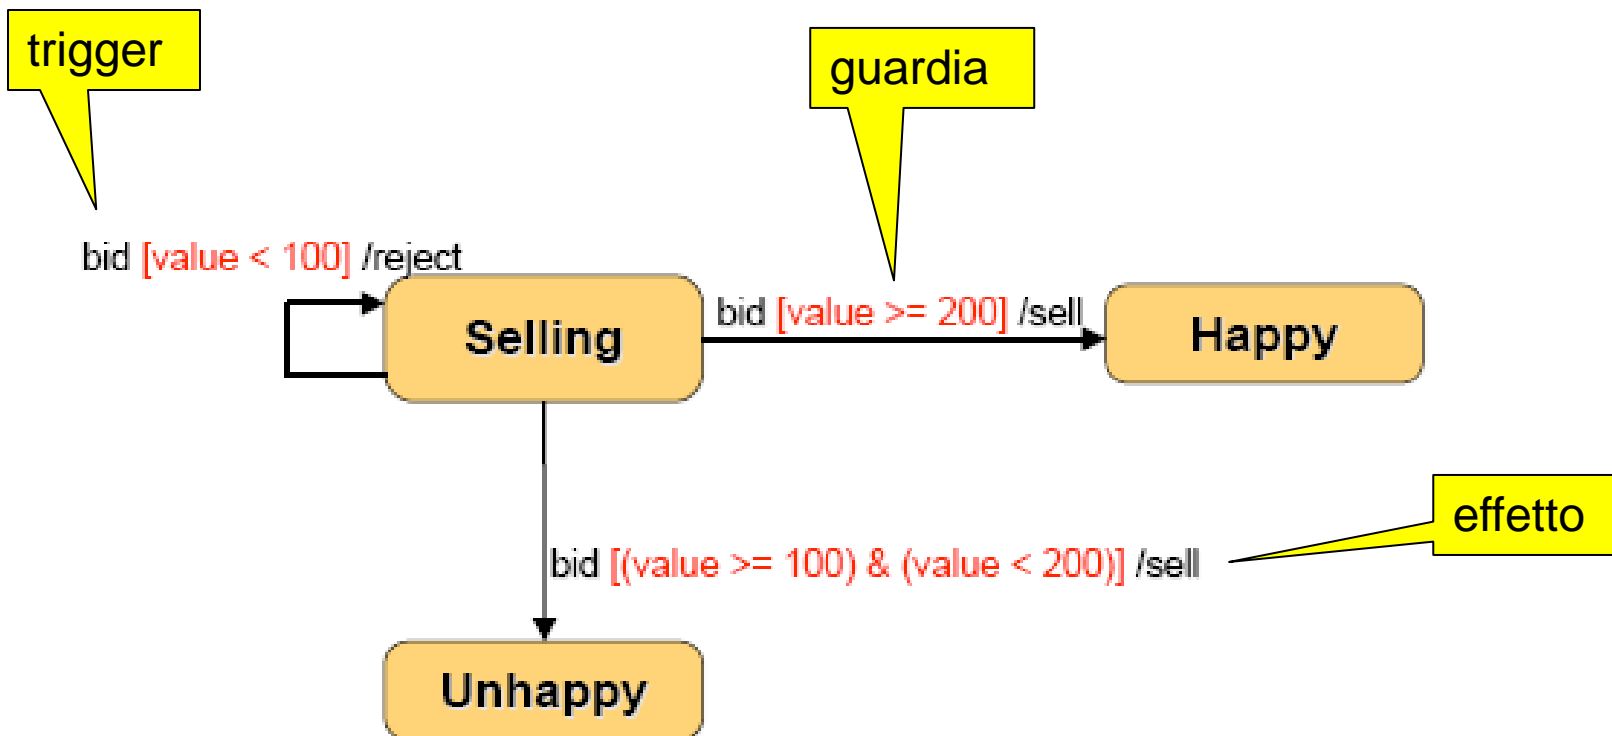 trigger
guardia
bid [value < 100] /reject
bid [value >= 200] /sell
Selling
Happy
effetto
bid [(value >= 100) & (value < 200)] /sell
Unhappy